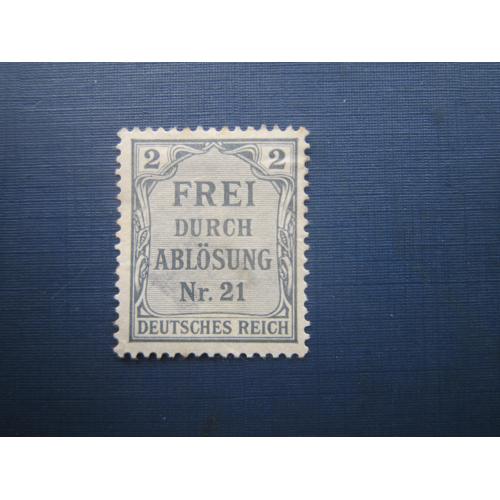 2 2
FREI
DURCH
ABLÖSUNG
Nr. 21
DEUTSCHES REICH